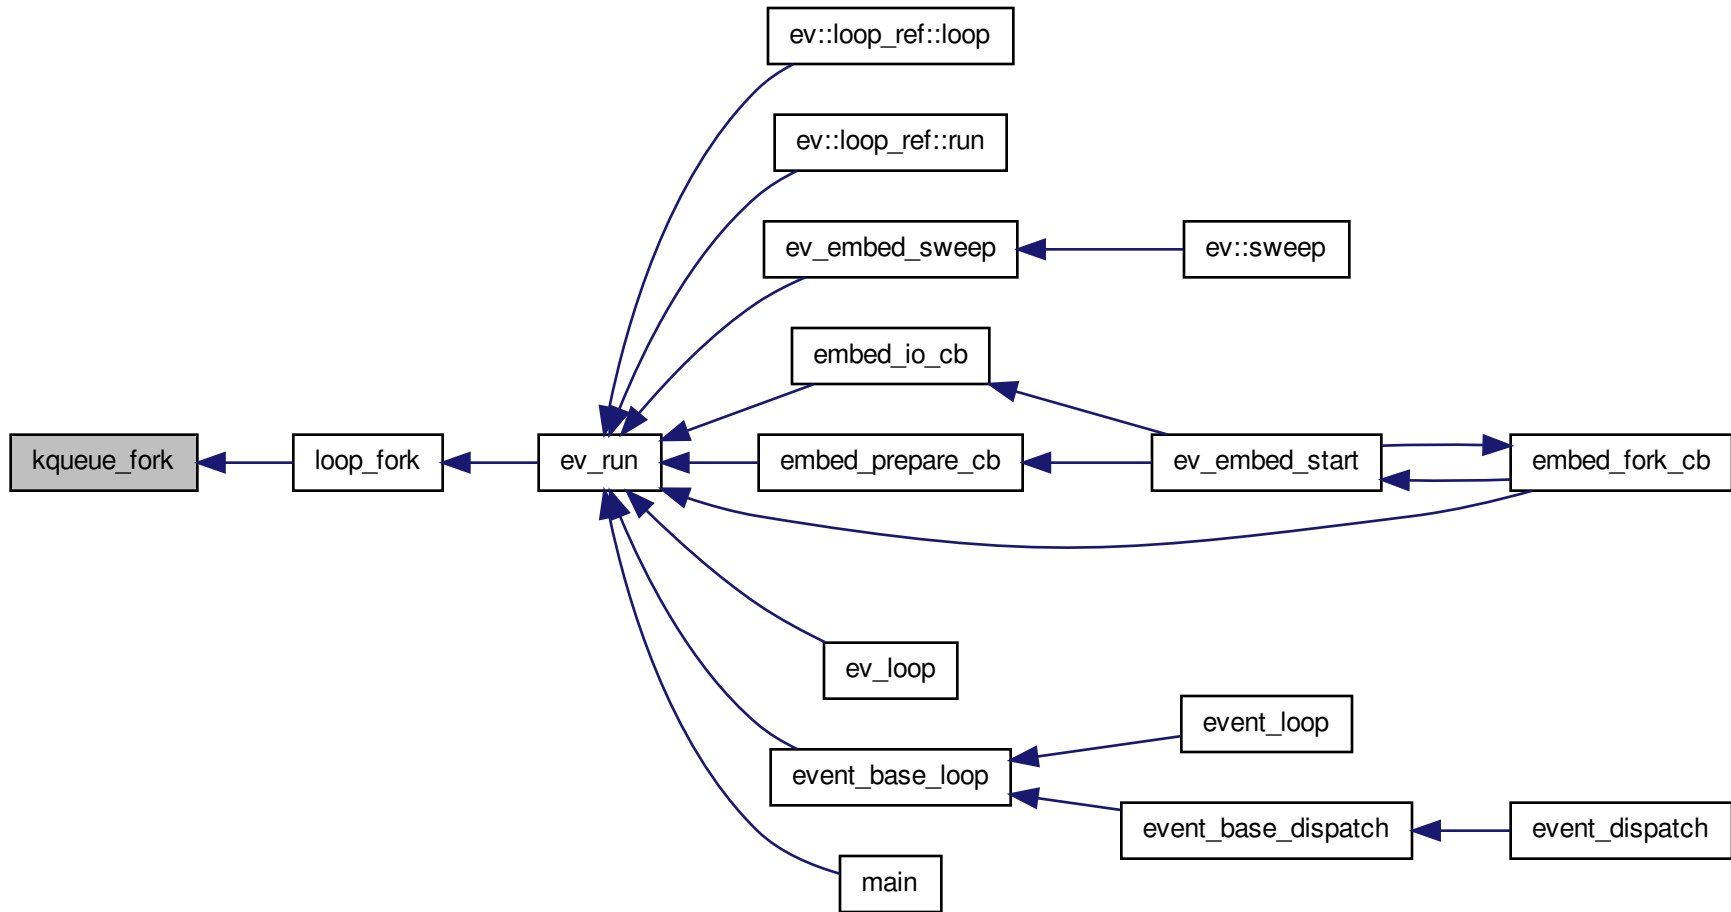 ev::loop_ref::loop
ev::loop_ref::run
ev_embed_sweep
ev::sweep
embed_io_cb
kqueue_fork
loop_fork
ev_run
embed_prepare_cb
ev_embed_start
embed_fork_cb
ev_loop
event_loop
event_base_loop
event_base_dispatch
event_dispatch
main